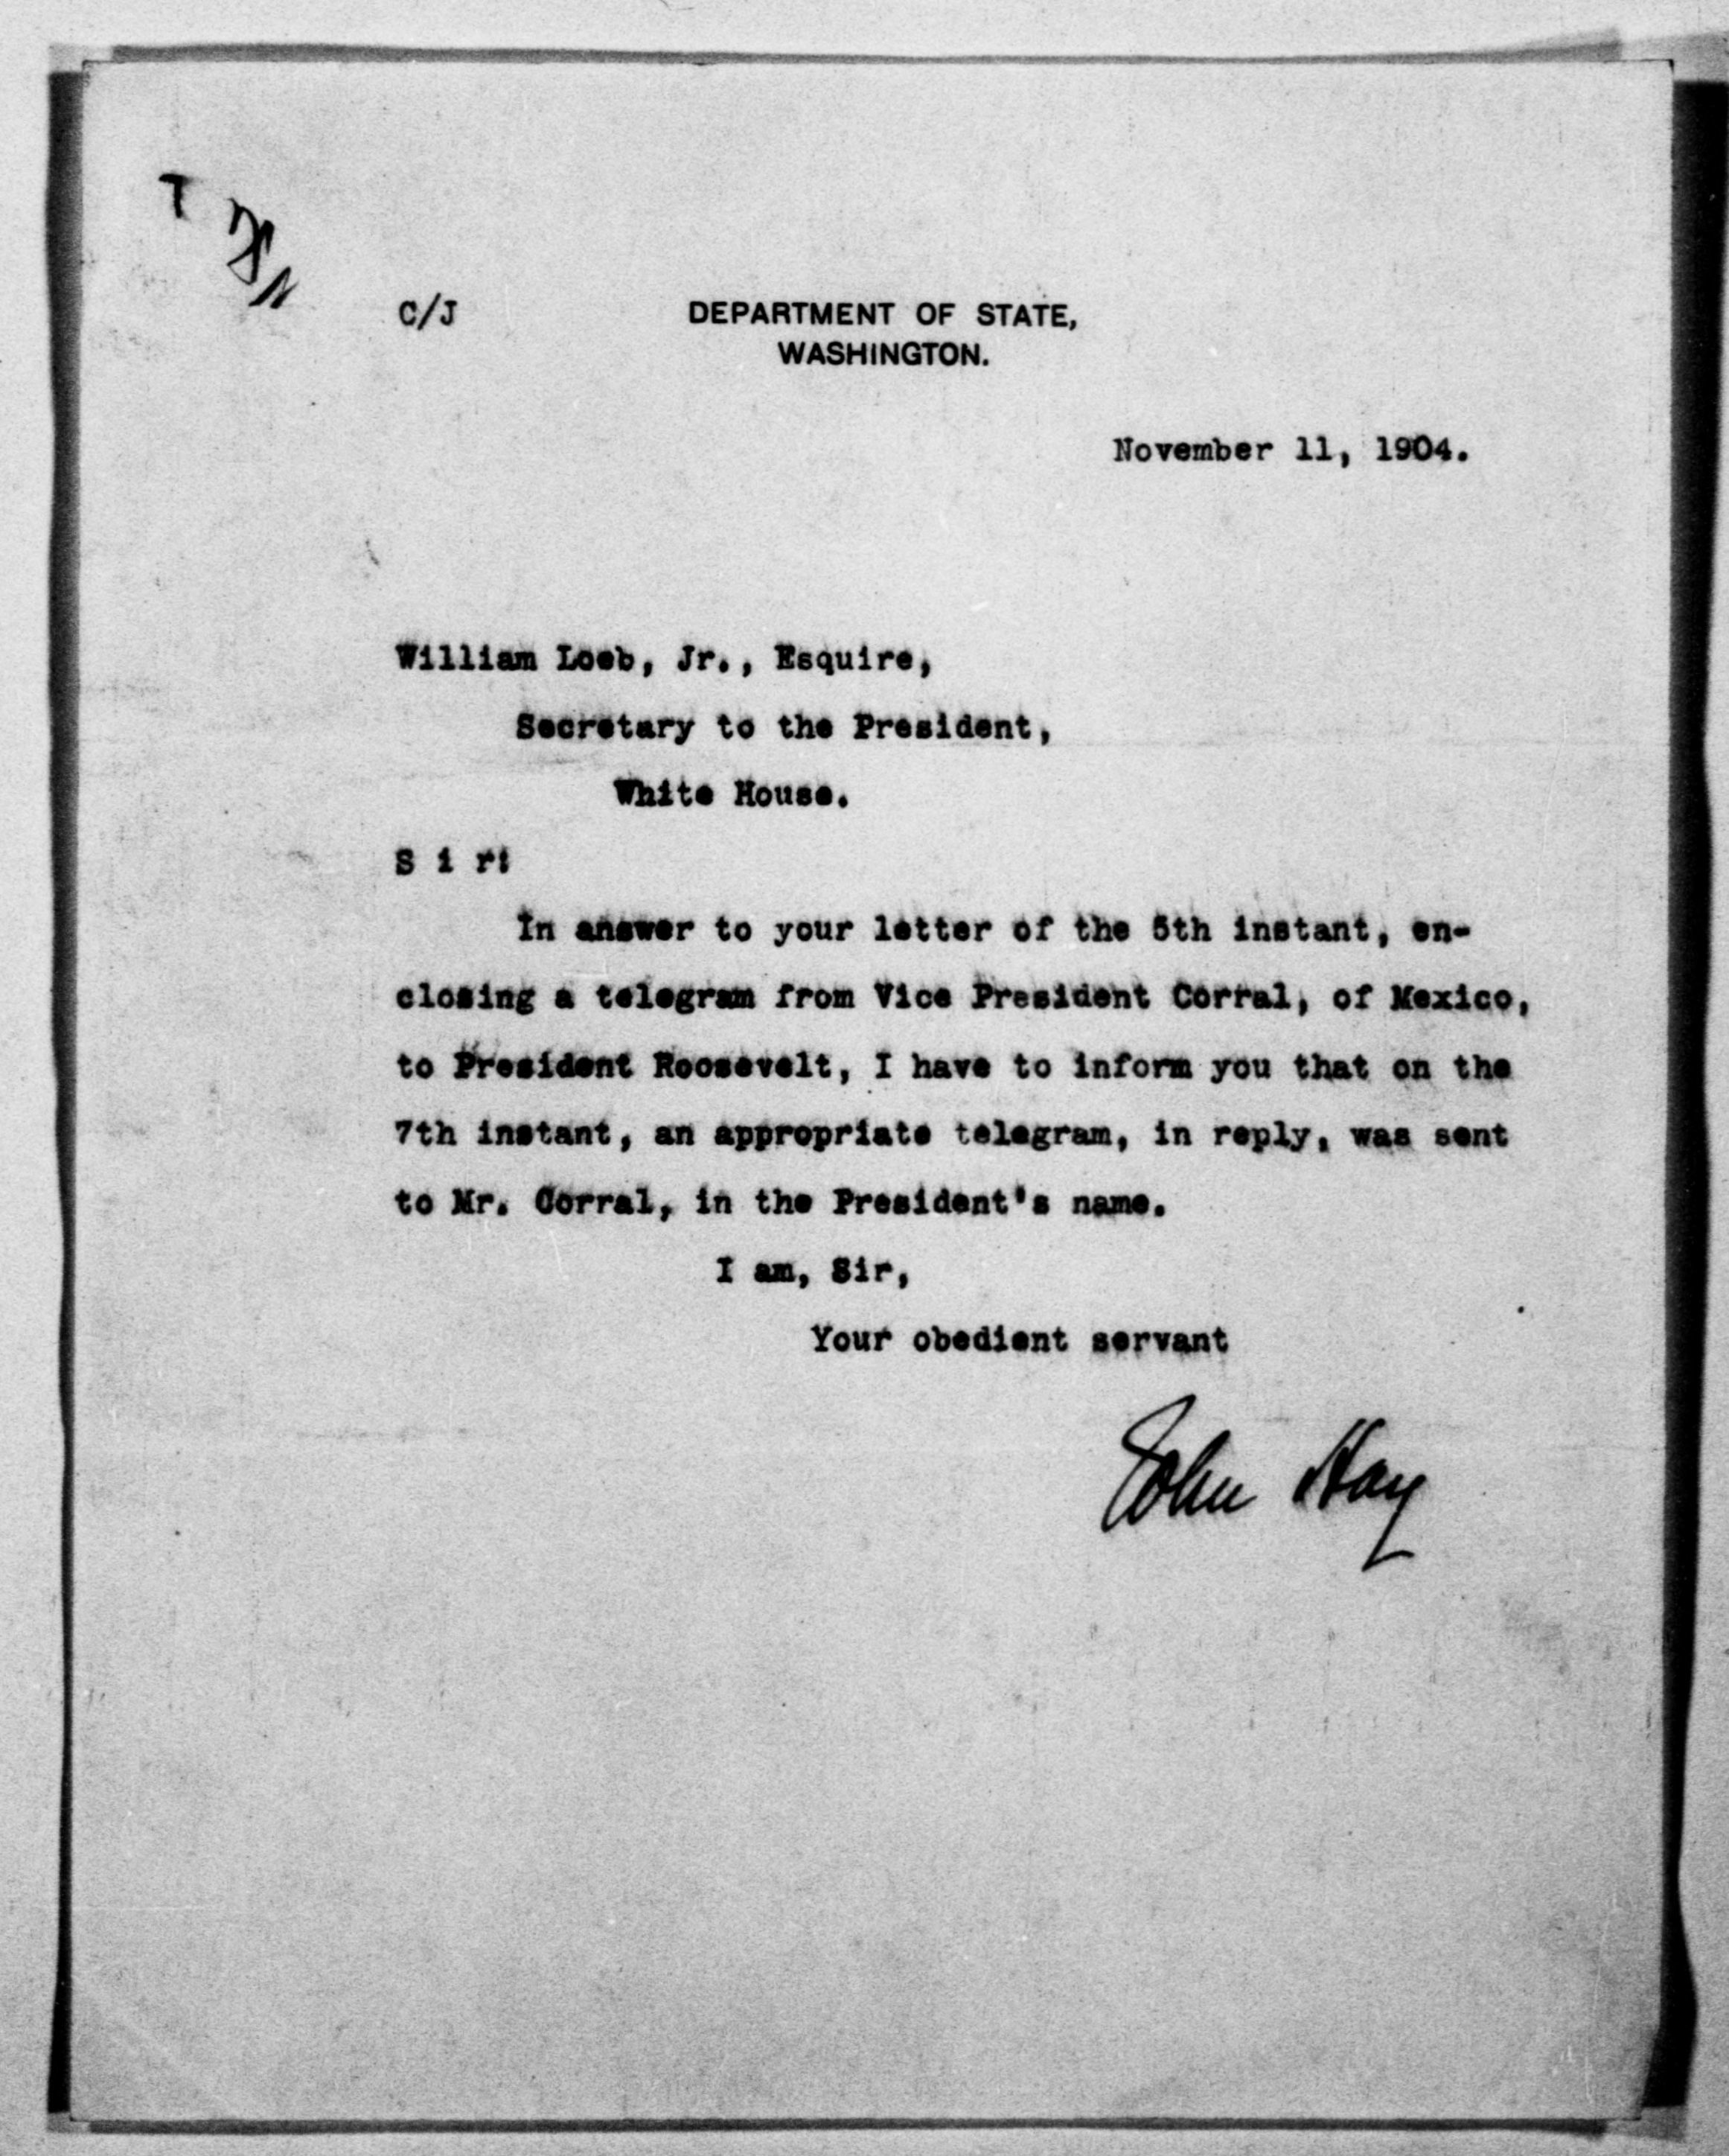 C/J
DEPARTMENT OF STATE,
WASHINGTON.
November 11, 1904.
William Loeb, Jr., Esquire,
Secretary to the President,
White House.
S i r:
In answer to your letter of the 5th instant, en-
closing a telegram from Vice President Corral, of Mexico,
to President Roosevelt, I have to inform you that on the
7th instant, an appropriate telegram, in reply, was sent
to Mr. Corral, in the President's name.
I am, Sir,
Your obedient servant
John Hay